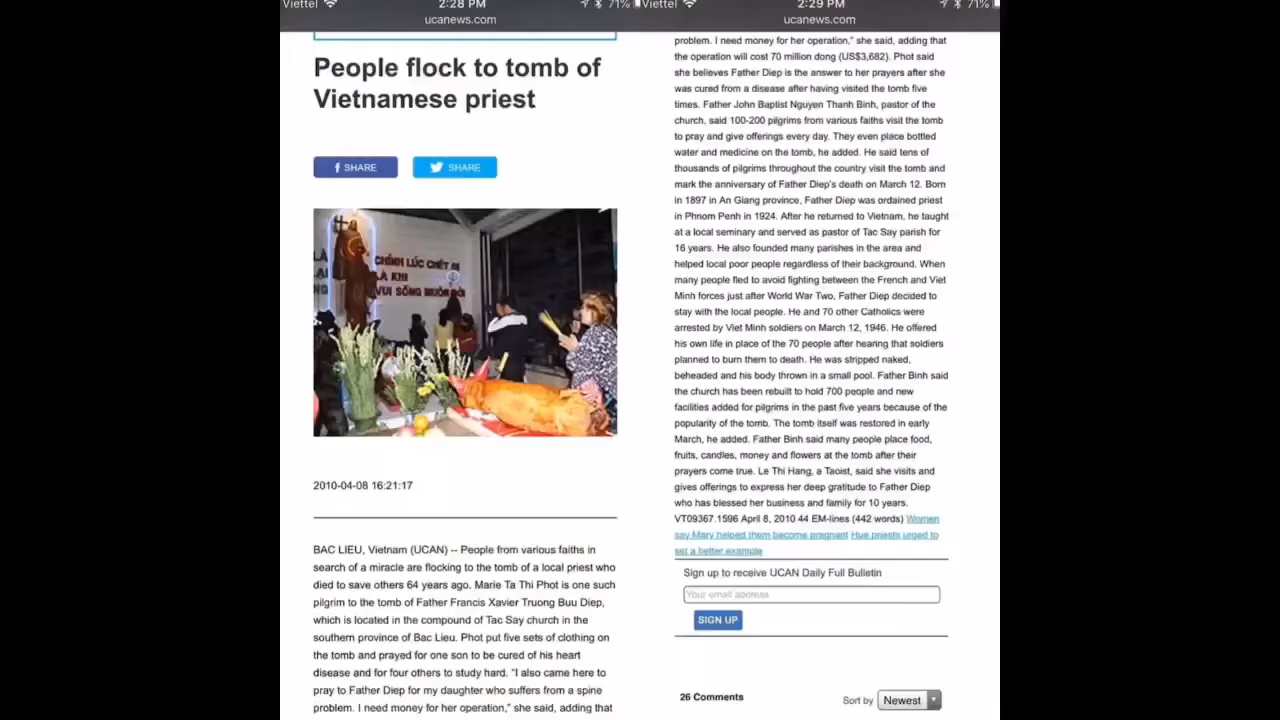 Viettel
2:28 PM
71%
ucanews.com
People flock to tomb of
Vietnamese priest
SHARE
SHARE
CHÍNH LÚC CHẾT ĐI
LÀ KHI
VUI SỐNG MUÔN ĐỜI
2010-04-08 16:21:17
BAC LIEU, Vietnam (UCAN) -- People from various faiths in
search of a miracle are flocking to the tomb of a local priest who
died to save others 64 years ago. Marie Ta Thi Phot is one such
pilgrim to the tomb of Father Francis Xavier Truong Buu Diep,
which is located in the compound of Tac Say church in the
southern province of Bac Lieu. Phot put five sets of clothing on
the tomb and prayed for one son to be cured of his heart
disease and for four others to study hard. "I also came here to
pray to Father Diep for my daughter who suffers from a spine
problem. I need money for her operation," she said, adding that
Viettel
2:29 PM
71%
ucanews.com
problem. I need money for her operation," she said, adding that
the operation will cost 70 million dong (US$3,682). Phot said
she believes Father Diep is the answer to her prayers after she
was cured from a disease after having visited the tomb five
times. Father John Baptist Nguyen Thanh Binh, pastor of the
church, said 100-200 pilgrims from various faiths visit the tomb
to pray and give offerings every day. They even place bottled
water and medicine on the tomb, he added. He said tens of
thousands of pilgrims throughout the country visit the tomb and
mark the anniversary of Father Diep's death on March 12. Born
in 1897 in An Giang province, Father Diep was ordained priest
in Phnom Penh in 1924. After he returned to Vietnam, he taught
at a local seminary and served as pastor of Tac Say parish for
16 years. He also founded many parishes in the area and
helped local poor people regardless of their background. When
many people fled to avoid fighting between the French and Viet
Minh forces just after World War Two, Father Diep decided to
stay with the local people. He and 70 other Catholics were
arrested by Viet Minh soldiers on March 12, 1946. He offered
his own life in place of the 70 people after hearing that soldiers
planned to burn them to death. He was stripped naked,
beheaded and his body thrown in a small pool. Father Binh said
the church has been rebuilt to hold 700 people and new
facilities added for pilgrims in the past five years because of the
popularity of the tomb. The tomb itself was restored in early
March, he added. Father Binh said many people place food,
fruits, candles, money and flowers at the tomb after their
prayers come true. Le Thi Hang, a Taoist, said she visits and
gives offerings to express her deep gratitude to Father Diep
who has blessed her business and family for 10 years.
VT09367.1596 April 8, 2010 44 EM-lines (442 words) Women
say Mary helped them become pregnant Hue priests urged to
set a better example
Sign up to receive UCAN Daily Full Bulletin
Your email address
SIGN UP
26 Comments
Sort by Newest